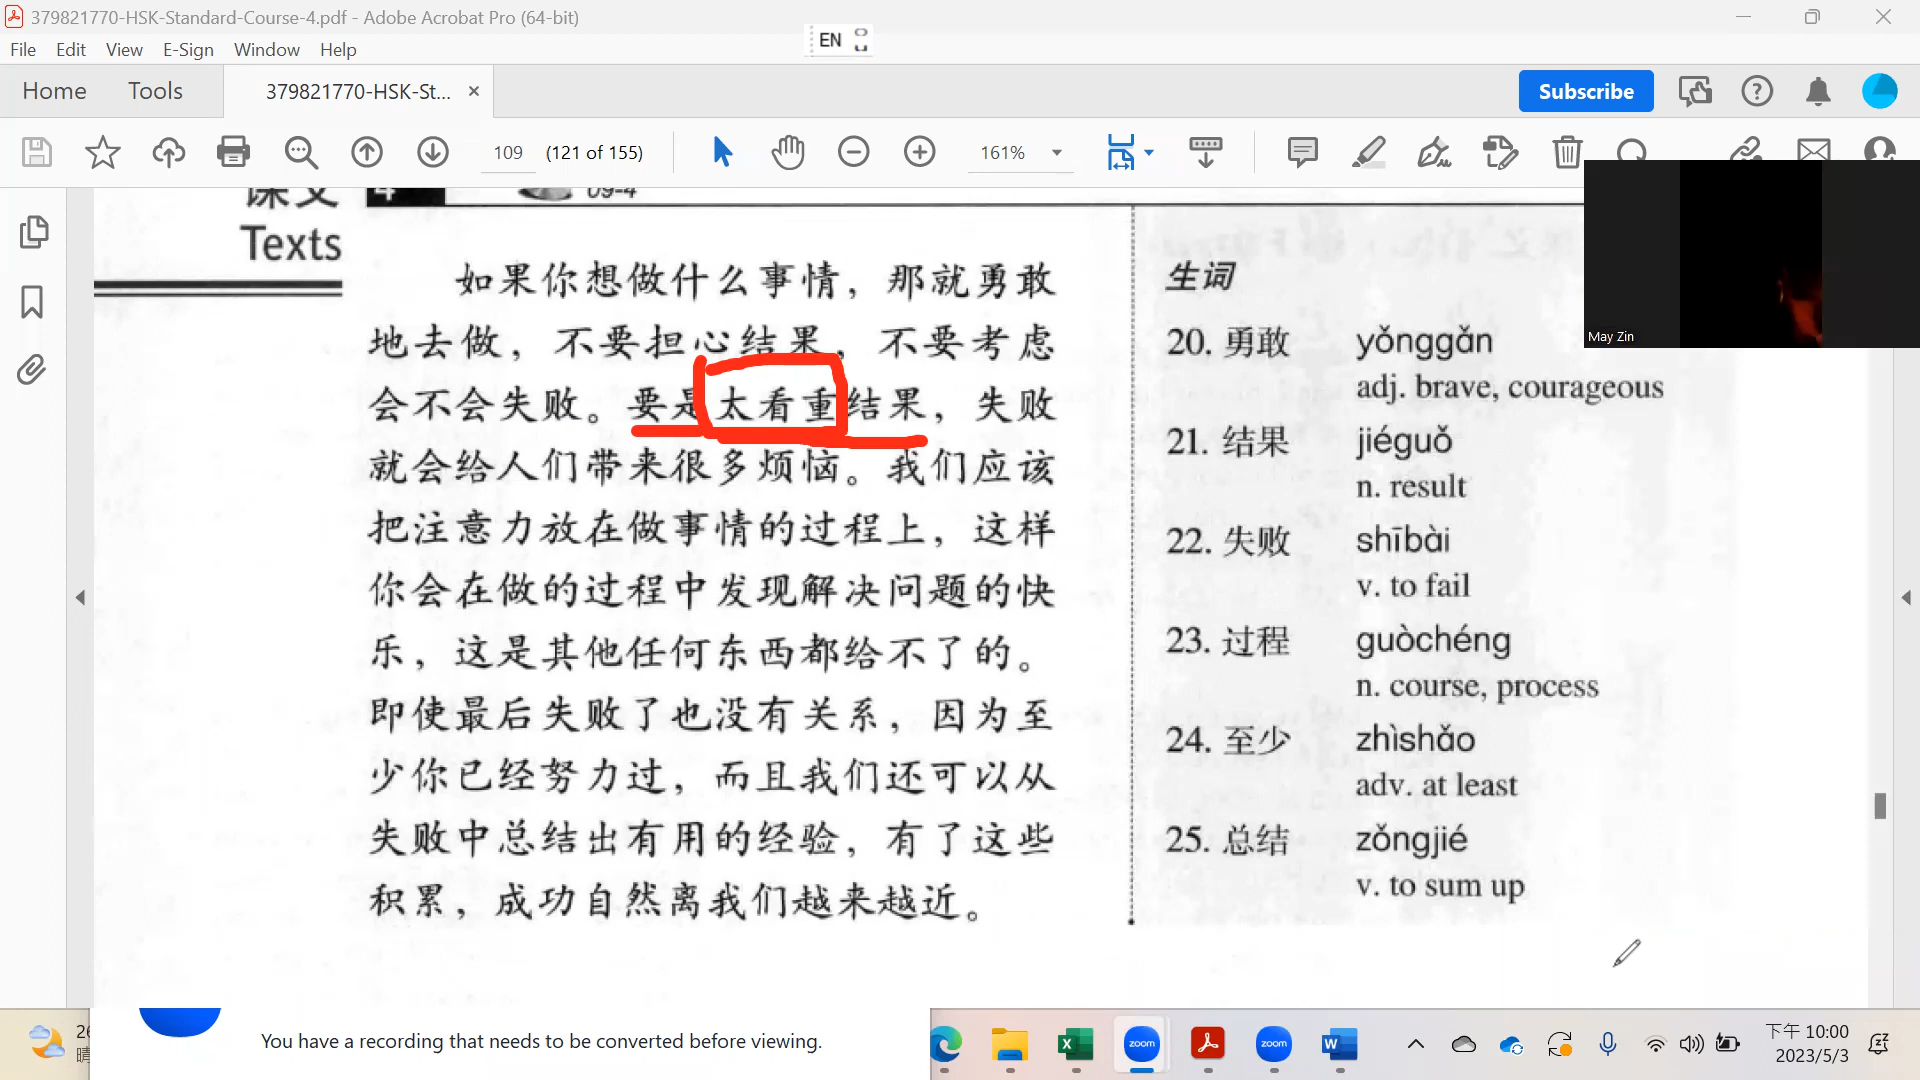 379821770-HSK-Standard-Course-4.pdf - Adobe Acrobat Pro (64-bit)
EN
File Edit View E-Sign Window Help
Home Tools 379821770-HSK-St... ×
Subscribe
109 (121 of 155) 161%
课文 4 09-4
Texts
如果你想做什么事情，那就勇敢
地去做，不要担心结果，不要考虑
会不会失败。要是太看重结果，失败
就会给人们带来很多烦恼。我们应该
把注意力放在做事情的过程上，这样
你会在做的过程中发现解决问题的快
乐，这是其他任何东西都给不了的。
即使最后失败了也没有关系，因为至
少你已经努力过，而且我们还可以从
失败中总结出有用的经验，有了这些
积累，成功自然离我们越来越近。
生词
20. 勇敢 yǒnggǎn
adj. brave, courageous
21. 结果 jiéguǒ
n. result
22. 失败 shībài
v. to fail
23. 过程 guòchéng
n. course, process
24. 至少 zhìshǎo
adv. at least
25. 总结 zǒngjié
v. to sum up
May Zin
You have a recording that needs to be converted before viewing.
zoom zoom
下午 10:00
2023/5/3